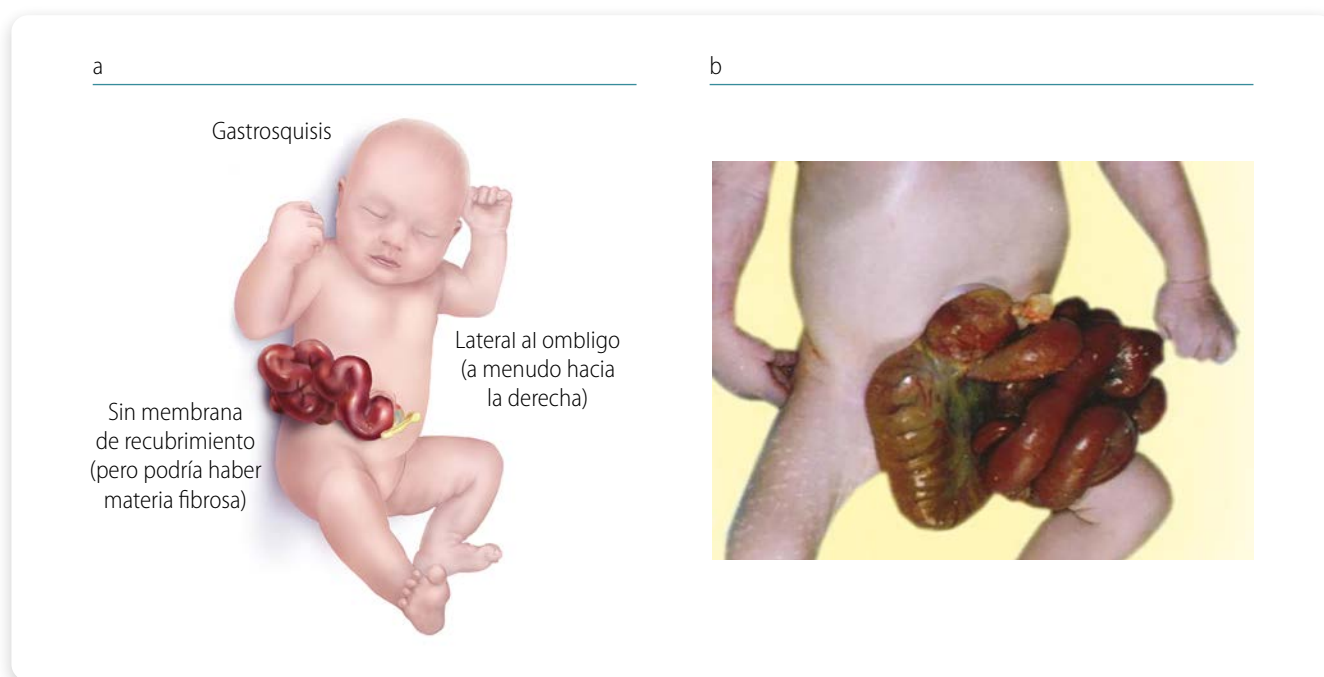 a
b
Gastrosquisis
Lateral al ombligo
(a menudo hacia
la derecha)
Sin membrana
de recubrimiento
(pero podría haber
materia fibrosa)